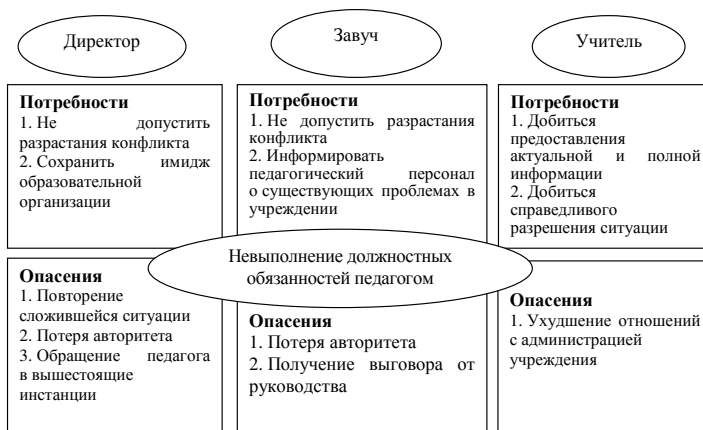 Директор
Завуч
Учитель
Потребности
1. Не допустить
разрастания конфликта
2. Сохранить имидж
образовательной
организации
Потребности
1. Не допустить разрастания
конфликта
2. Информировать
педагогический персонал
о существующих проблемах в
учреждении
Потребности
1. Добиться
предоставления
актуальной и полной
информации
2. Добиться
справедливого
разрешения ситуации
Невыполнение должностных
обязанностей педагогом
Опасения
1. Повторение
сложившейся ситуации
2. Потеря авторитета
3. Обращение педагога
в вышестоящие
инстанции
Опасения
1. Потеря авторитета
2. Получение выговора от
руководства
Опасения
1. Ухудшение отношений
с администрацией
учреждения